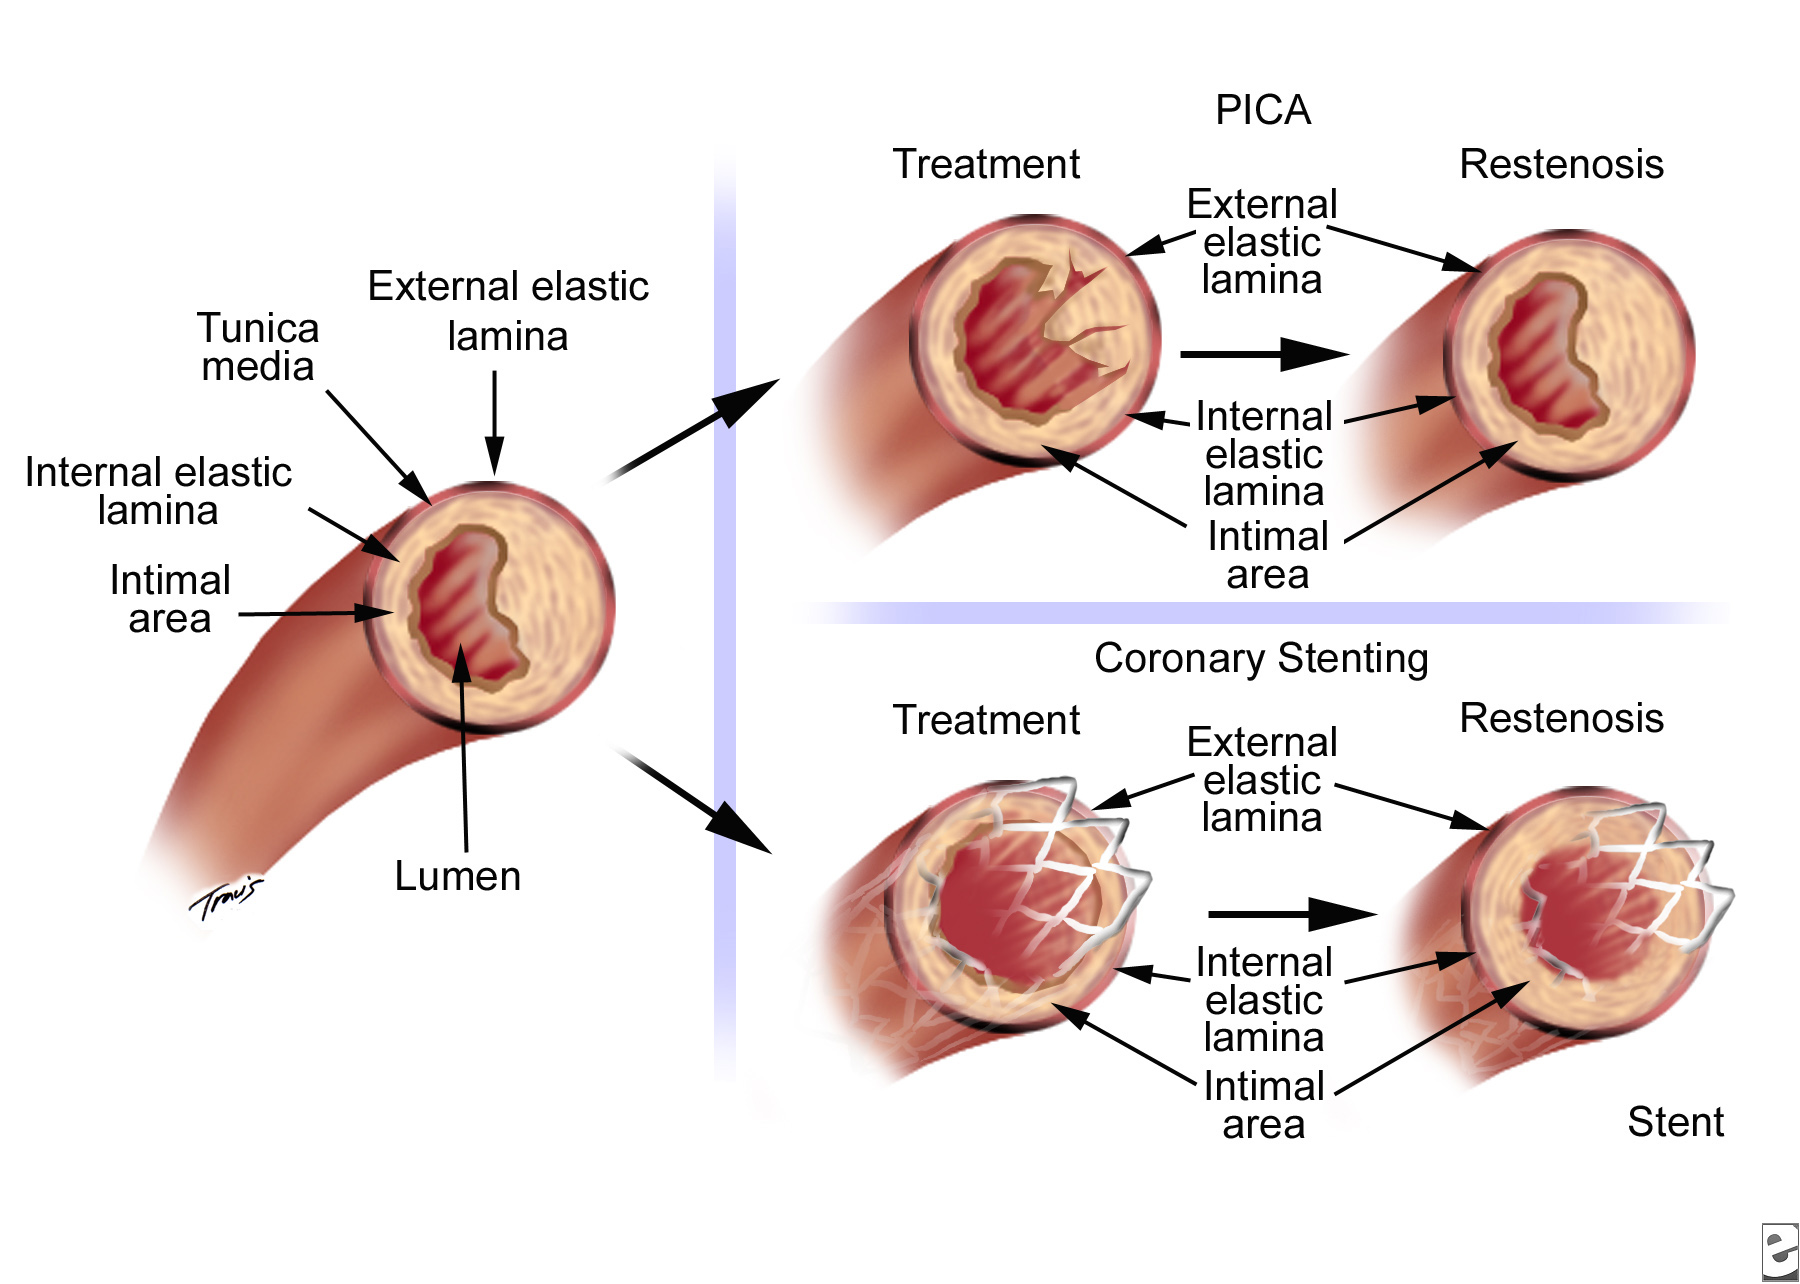 External elastic
lamina
Tunica
media
Internal elastic
lamina
Intimal
area
Lumen
Travis
PICA
Treatment
Restenosis
External
elastic
lamina
Internal
elastic
lamina
Intimal
area
Coronary Stenting
Treatment
Restenosis
External
elastic
lamina
Internal
elastic
lamina
Intimal
area
Stent
e